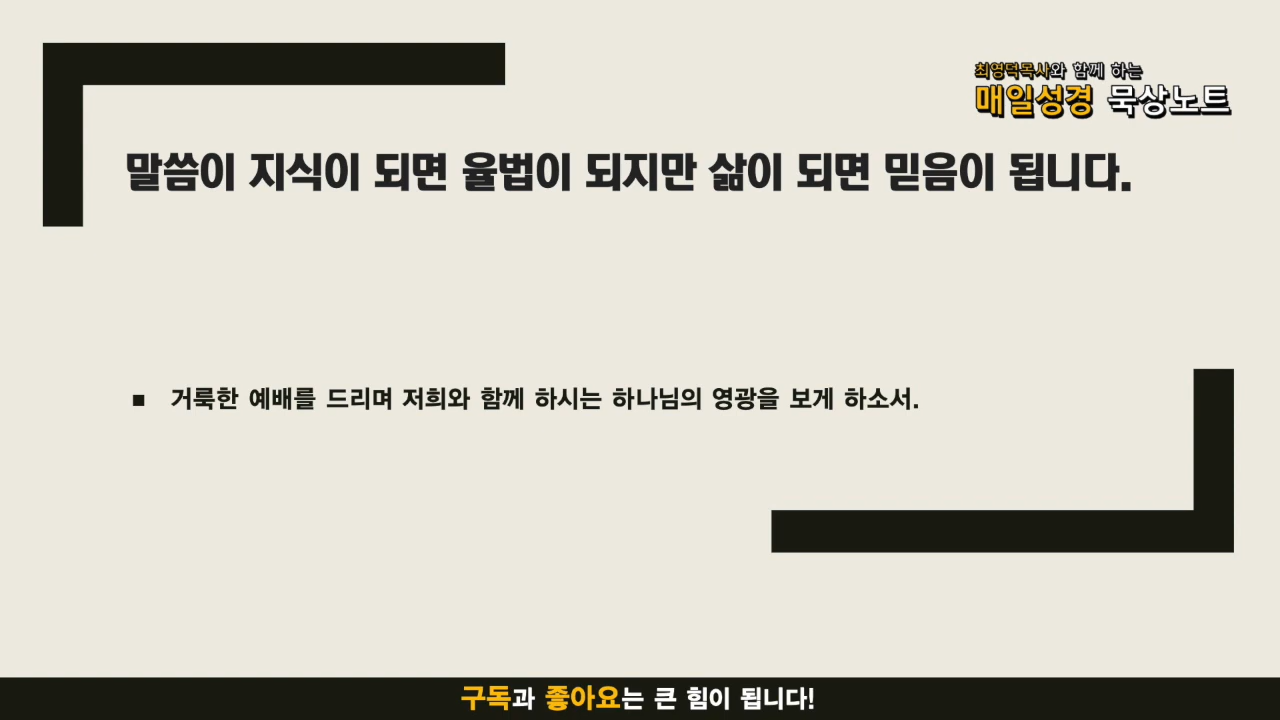 최영덕목사와 함께 하는
매일성경 묵상노트
말씀이 지식이 되면 율법이 되지만 삶이 되면 믿음이 됩니다.
■ 거룩한 예배를 드리며 저희와 함께 하시는 하나님의 영광을 보게 하소서.
구독과 좋아요는 큰 힘이 됩니다!